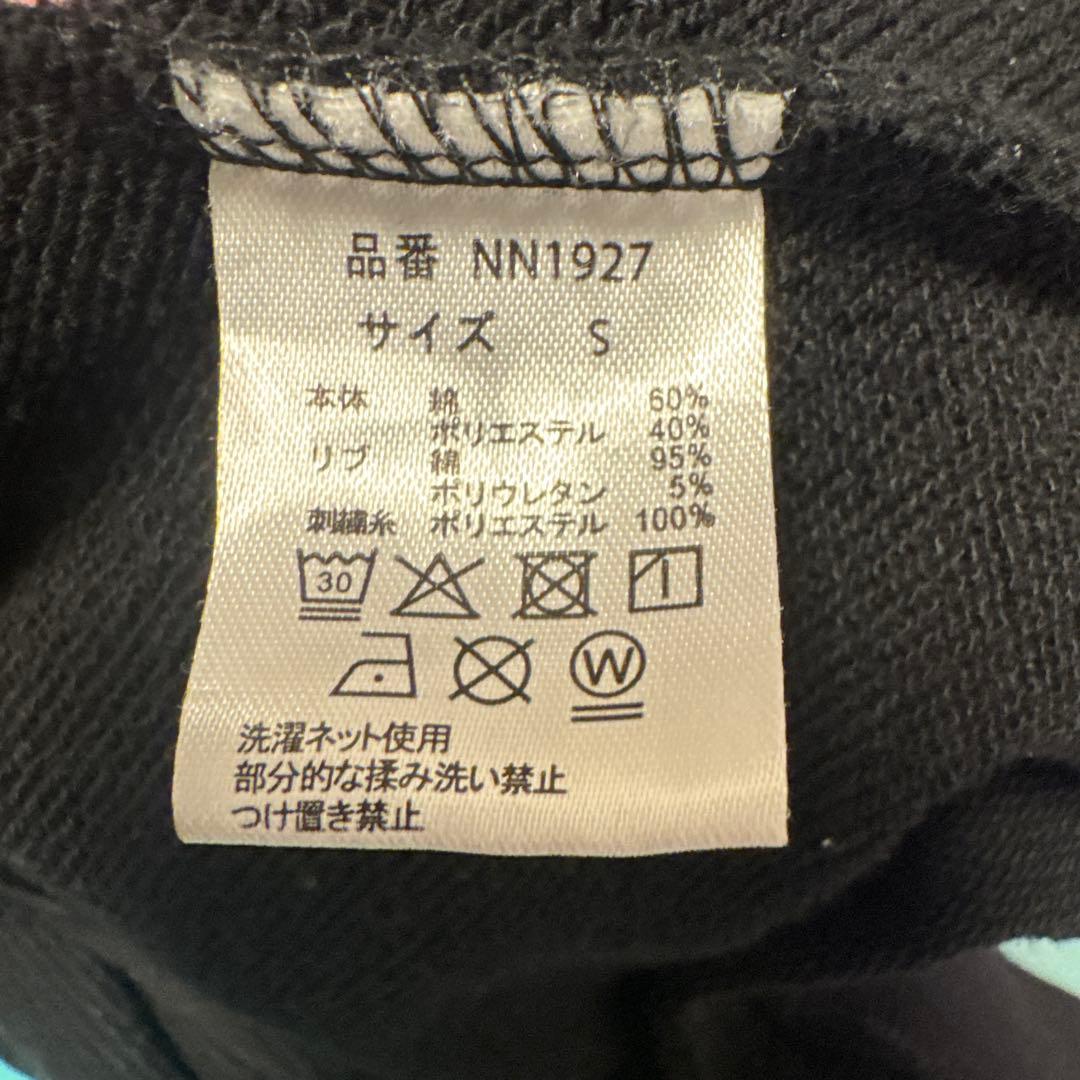 品番 NN1927
サイズ S
本体 綿 60%
ポリエステル 40%
リブ 綿 95%
ポリウレタン 5%
刺繍糸 ポリエステル 100%
30
W
洗濯ネット使用
部分的な揉み洗い禁止
つけ置き禁止